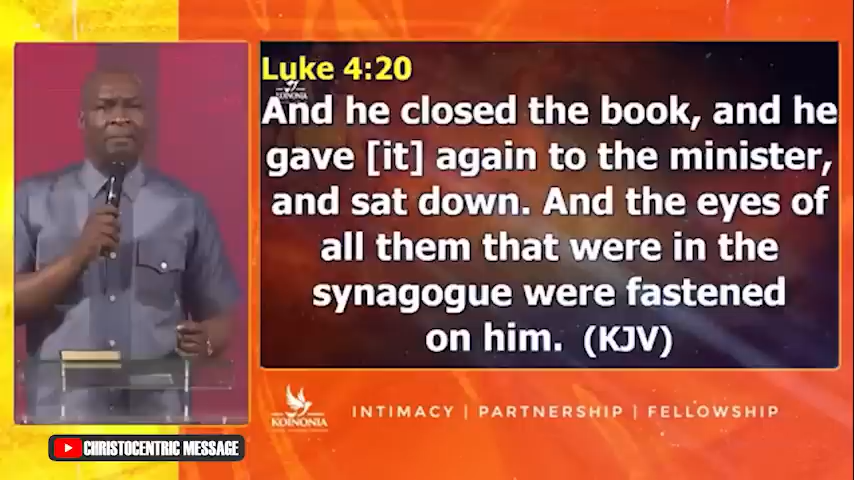 Luke 4:20
KOINONIA
And he closed the book, and he
gave [it] again to the minister,
and sat down. And the eyes of
all them that were in the
synagogue were fastened
on him. (KJV)
KOINONIA
INTIMACY | PARTNERSHIP | FELLOWSHIP
CHRISTOCENTRIC MESSAGE